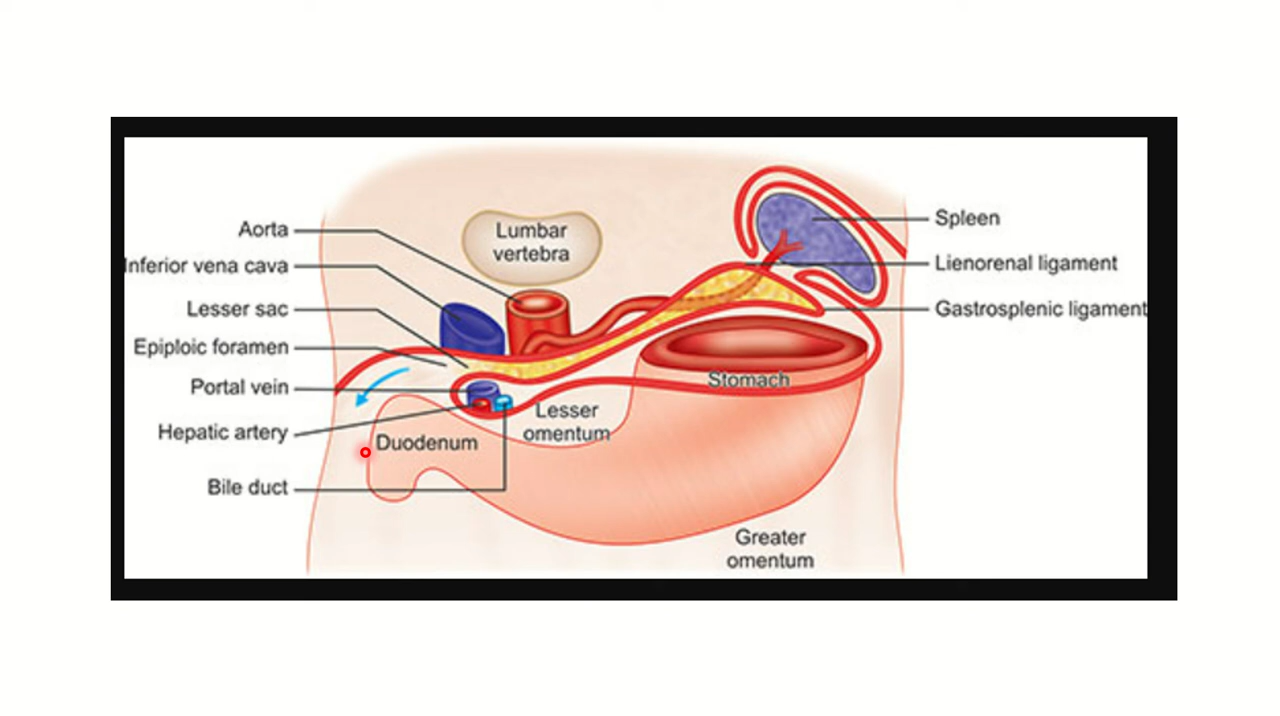 Aorta
Inferior vena cava
Lesser sac
Epiploic foramen
Portal vein
Hepatic artery
Bile duct
Lumbar
vertebra
Duodenum
Lesser
omentum
Stomach
Greater
omentum
Spleen
Lienorenal ligament
Gastrosplenic ligament